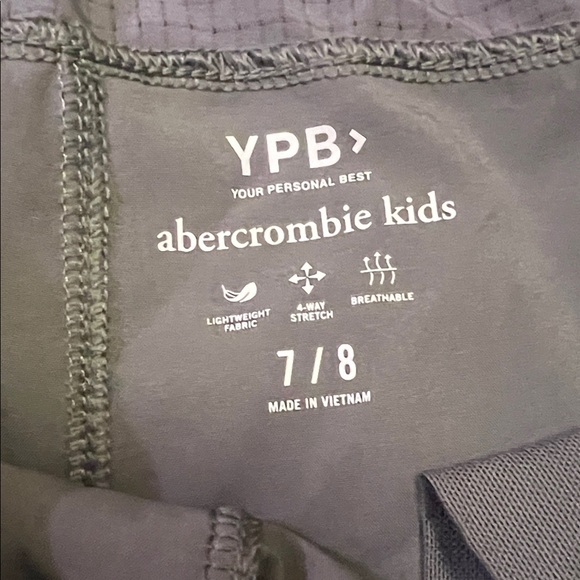 YPB>
YOUR PERSONAL BEST
abercrombie kids
LIGHTWEIGHT
FABRIC
4-WAY
STRETCH
BREATHABLE
7 / 8
MADE IN VIETNAM